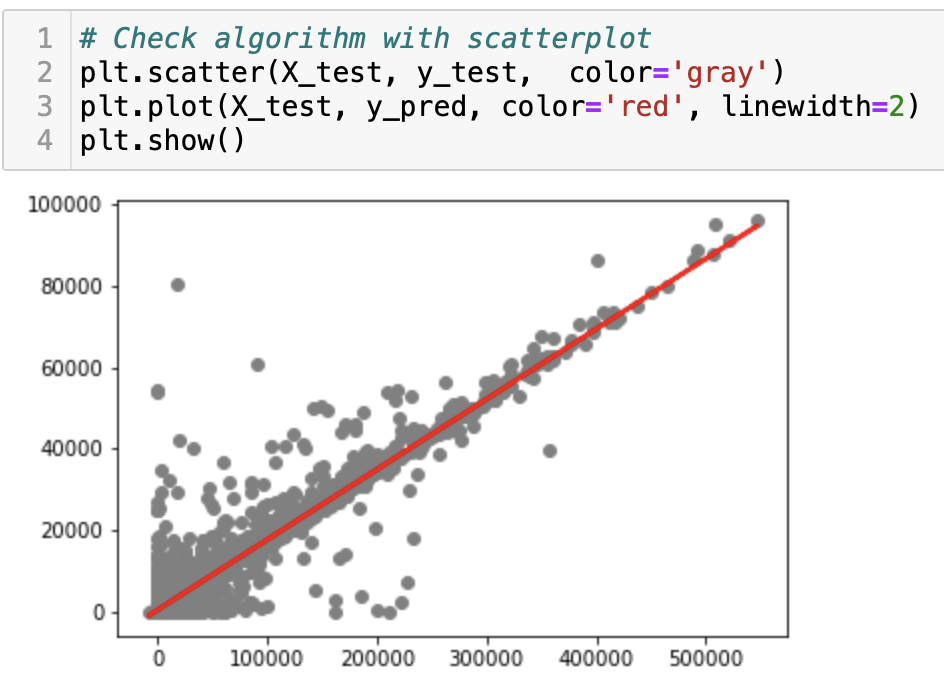 1 # Check algorithm with scatterplot
2 plt.scatter(X_test, y_test,  color='gray')
3 plt.plot(X_test, y_pred, color='red', linewidth=2)
4 plt.show()
100000
80000
60000
40000
20000
0
0 100000 200000 300000 400000 500000